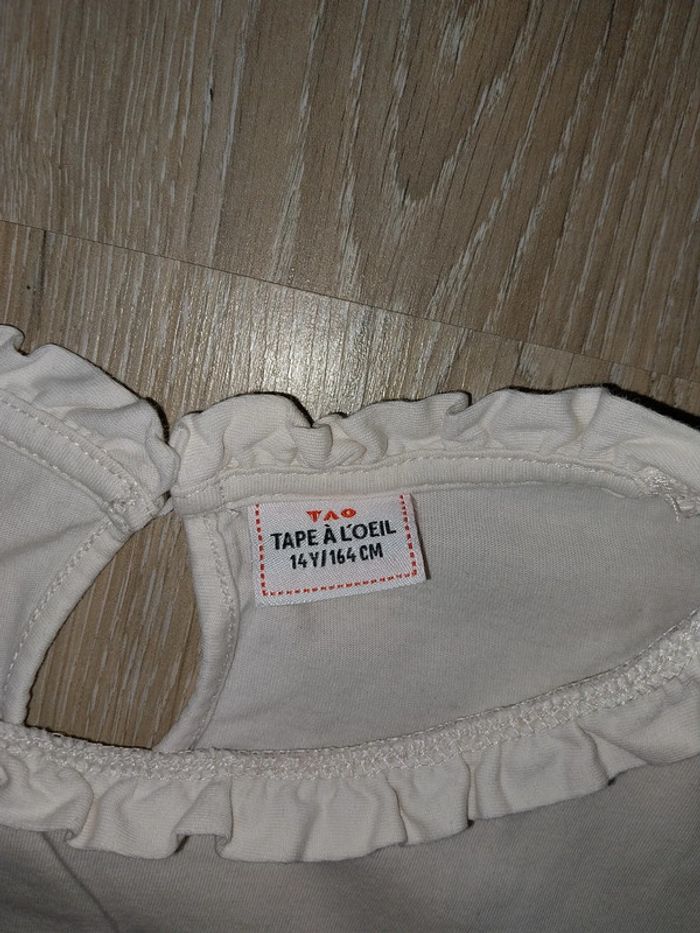 TAO
TAPE À L'OEIL
14Y/164 CM